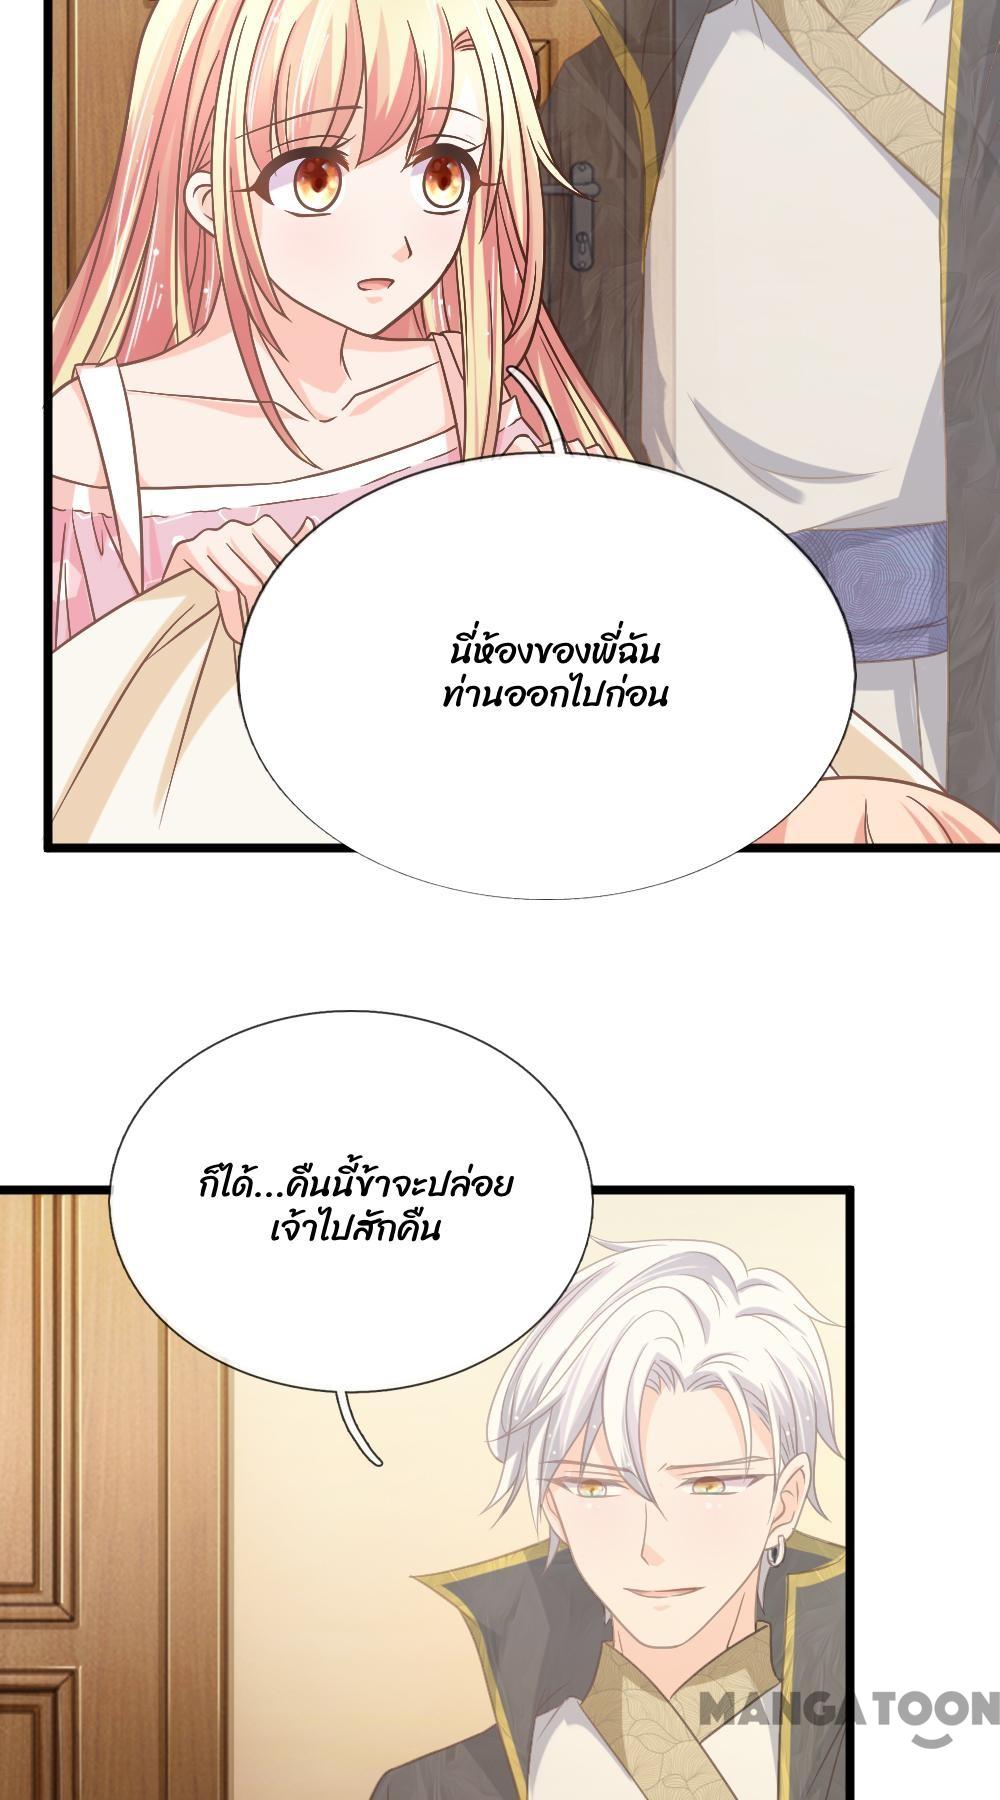 นี่ห้องของพี่ฉัน
ท่านออกไปก่อน
ก็ได้...คืนนี้ข้าจะปล่อย
เจ้าไปสักคืน
MANGATOON